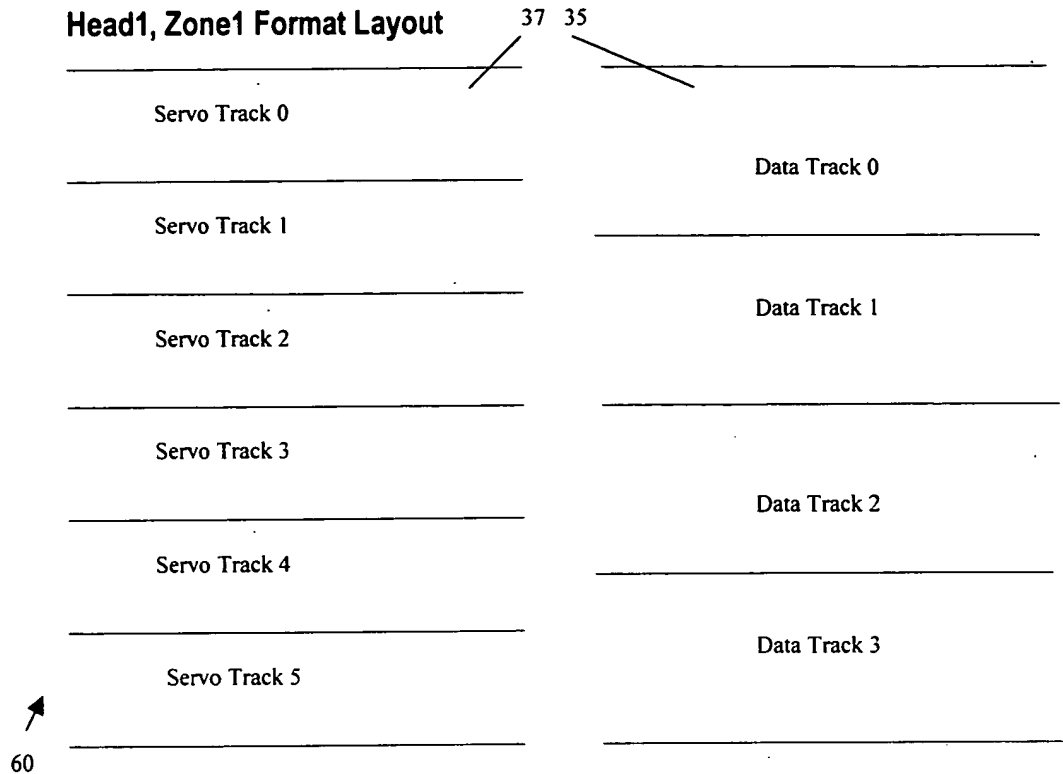 Head1, Zone1 Format Layout
37 35
Servo Track 0
Data Track 0
Servo Track 1
Data Track 1
Servo Track 2
Servo Track 3
Data Track 2
Servo Track 4
Data Track 3
Servo Track 5
60